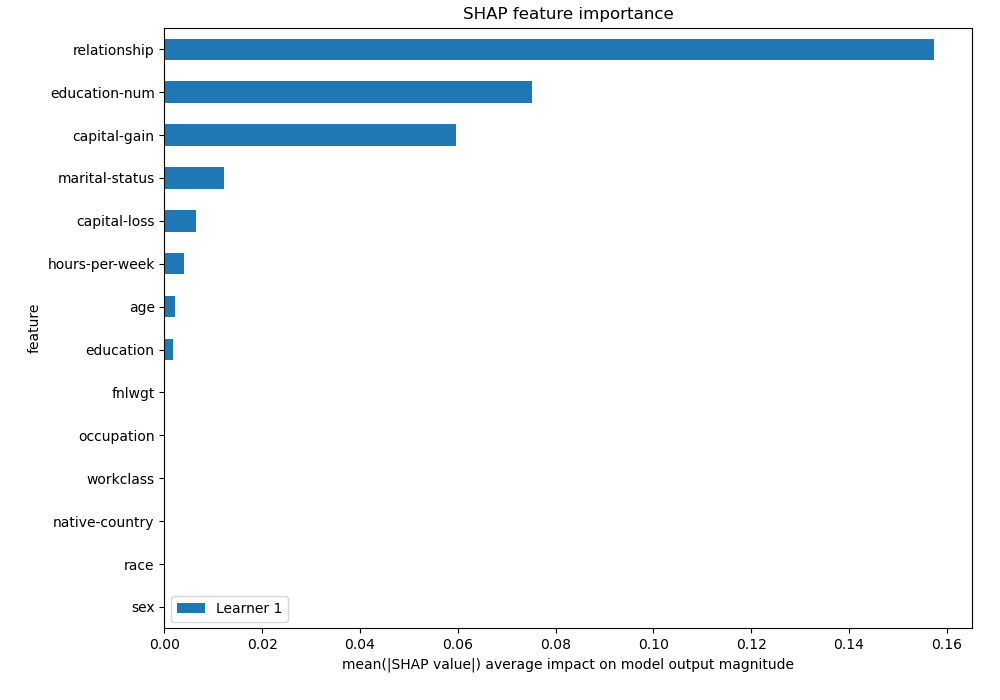 SHAP feature importance
relationship
education-num
capital-gain
marital-status
capital-loss
hours-per-week
age
education
fnlwgt
occupation
workclass
native-country
race
sex
feature
Learner 1
0.00 0.02 0.04 0.06 0.08 0.10 0.12 0.14 0.16
mean(|SHAP value|) average impact on model output magnitude